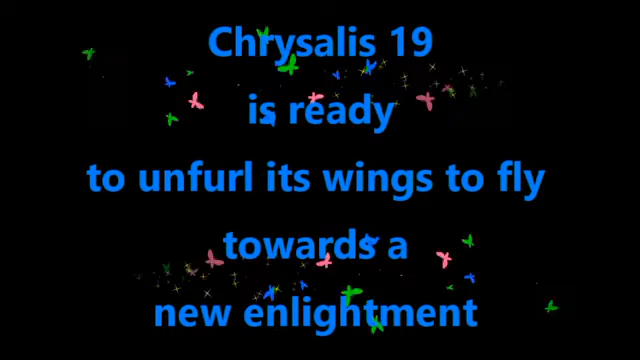 Chrysalis 19
is ready
to unfurl its wings to fly
towards a
new enlightment